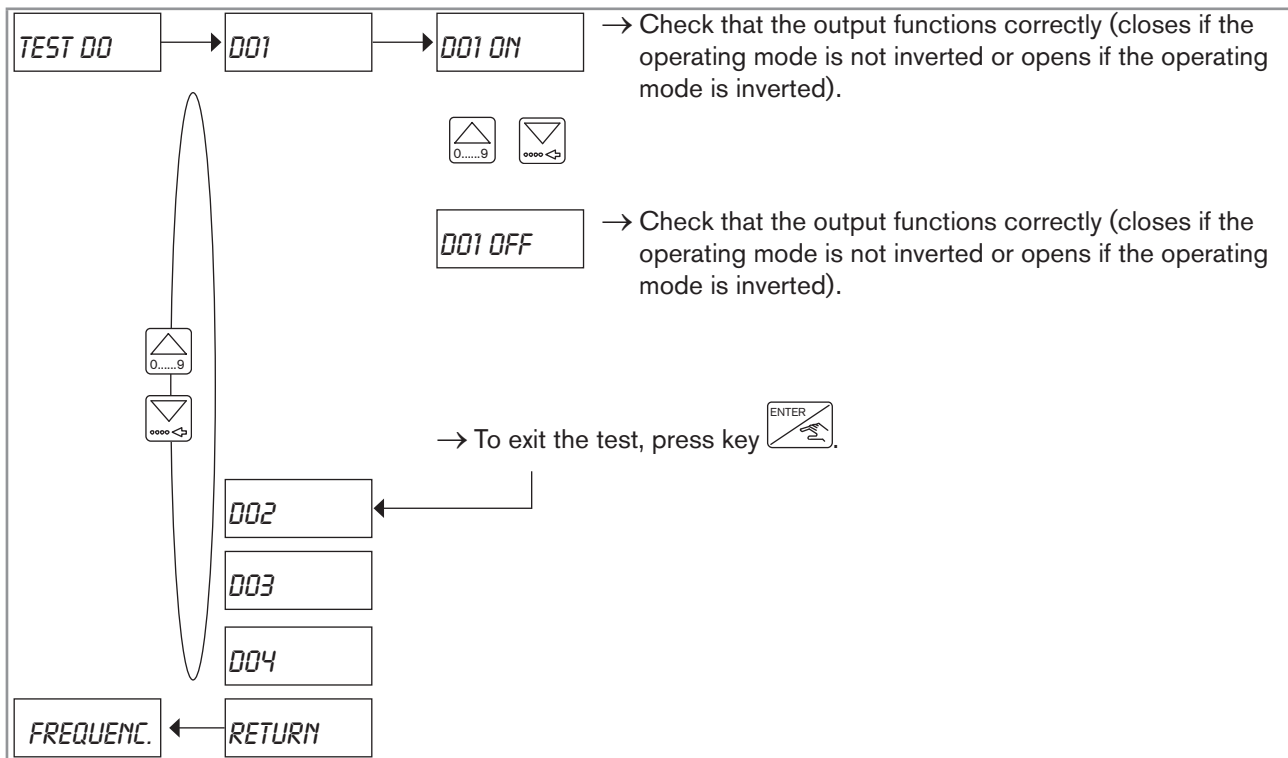 TEST DO
DO1
DO1 ON
→ Check that the output functions correctly (closes if the
operating mode is not inverted or opens if the operating
mode is inverted).
0......9
DO1 OFF
→ Check that the output functions correctly (closes if the
operating mode is not inverted or opens if the operating
mode is inverted).
0......9
→ To exit the test, press key ENTER.
DO2
DO3
DO4
FREQUENC.
RETURN